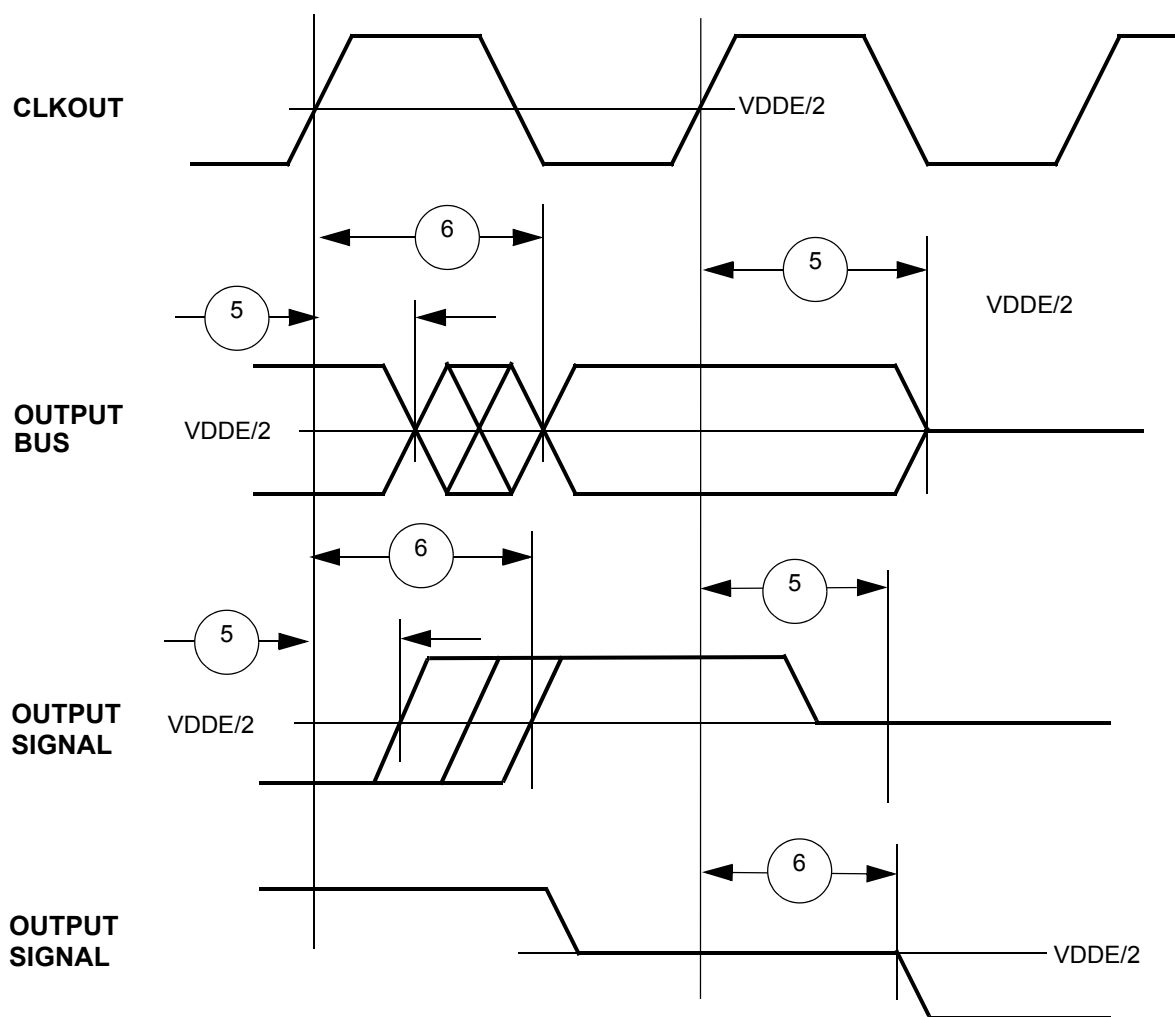 CLKOUT
VDDE/2
6
5
5
VDDE/2
OUTPUT
BUS
VDDE/2
6
5
5
OUTPUT
SIGNAL
VDDE/2
6
OUTPUT
SIGNAL
VDDE/2